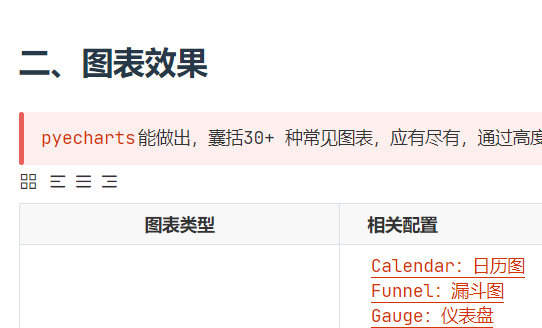 二、图表效果
pyecharts能做出，囊括30+ 种常见图表，应有尽有，通过高度
图表类型 相关配置
Calendar：日历图
Funnel：漏斗图
Gauge：仪表盘